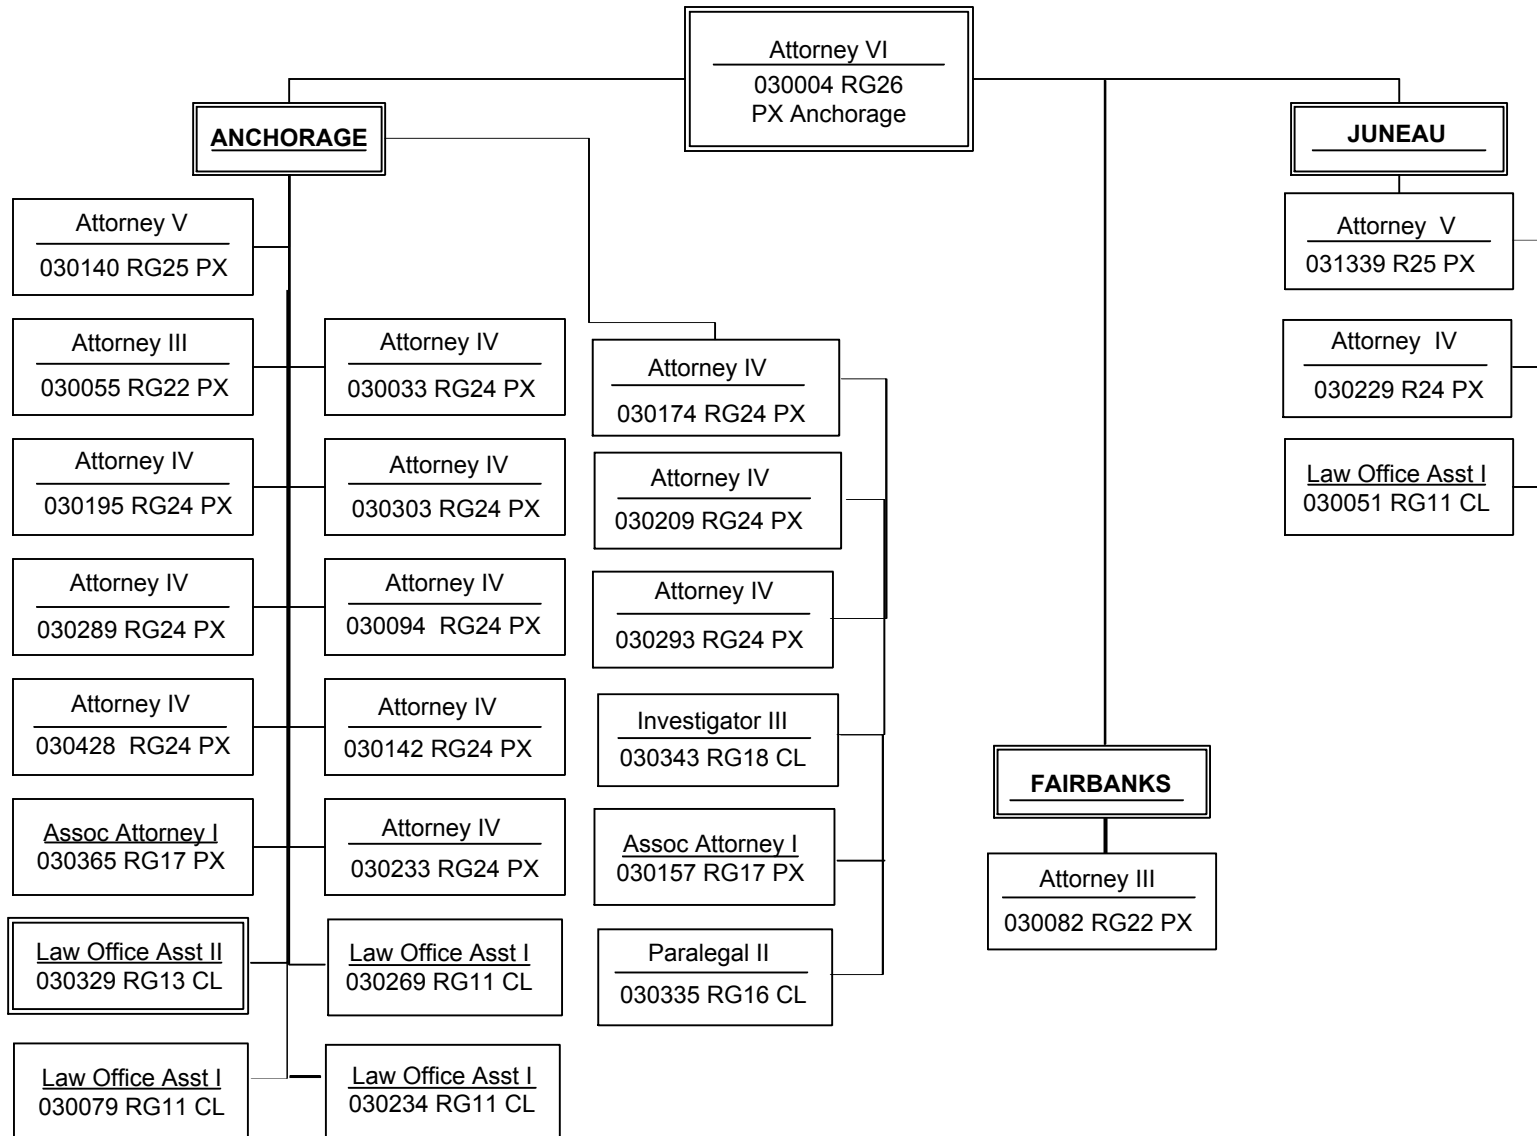 Attorney VI
030004 RG26
PX Anchorage
ANCHORAGE
Attorney V
030140 RG25 PX
Attorney III
030055 RG22 PX
Attorney IV
030195 RG24 PX
Attorney IV
030289 RG24 PX
Attorney IV
030428 RG24 PX
Assoc Attorney I
030365 RG17 PX
Law Office Asst II
030329 RG13 CL
Law Office Asst I
030079 RG11 CL
Attorney IV
030033 RG24 PX
Attorney IV
030303 RG24 PX
Attorney IV
030094 RG24 PX
Attorney IV
030142 RG24 PX
Attorney IV
030233 RG24 PX
Law Office Asst I
030269 RG11 CL
Law Office Asst I
030234 RG11 CL
Attorney IV
030174 RG24 PX
Attorney IV
030209 RG24 PX
Attorney IV
030293 RG24 PX
Investigator III
030343 RG18 CL
Assoc Attorney I
030157 RG17 PX
Paralegal II
030335 RG16 CL
FAIRBANKS
Attorney III
030082 RG22 PX
JUNEAU
Attorney V
031339 R25 PX
Attorney IV
030229 R24 PX
Law Office Asst I
030051 RG11 CL